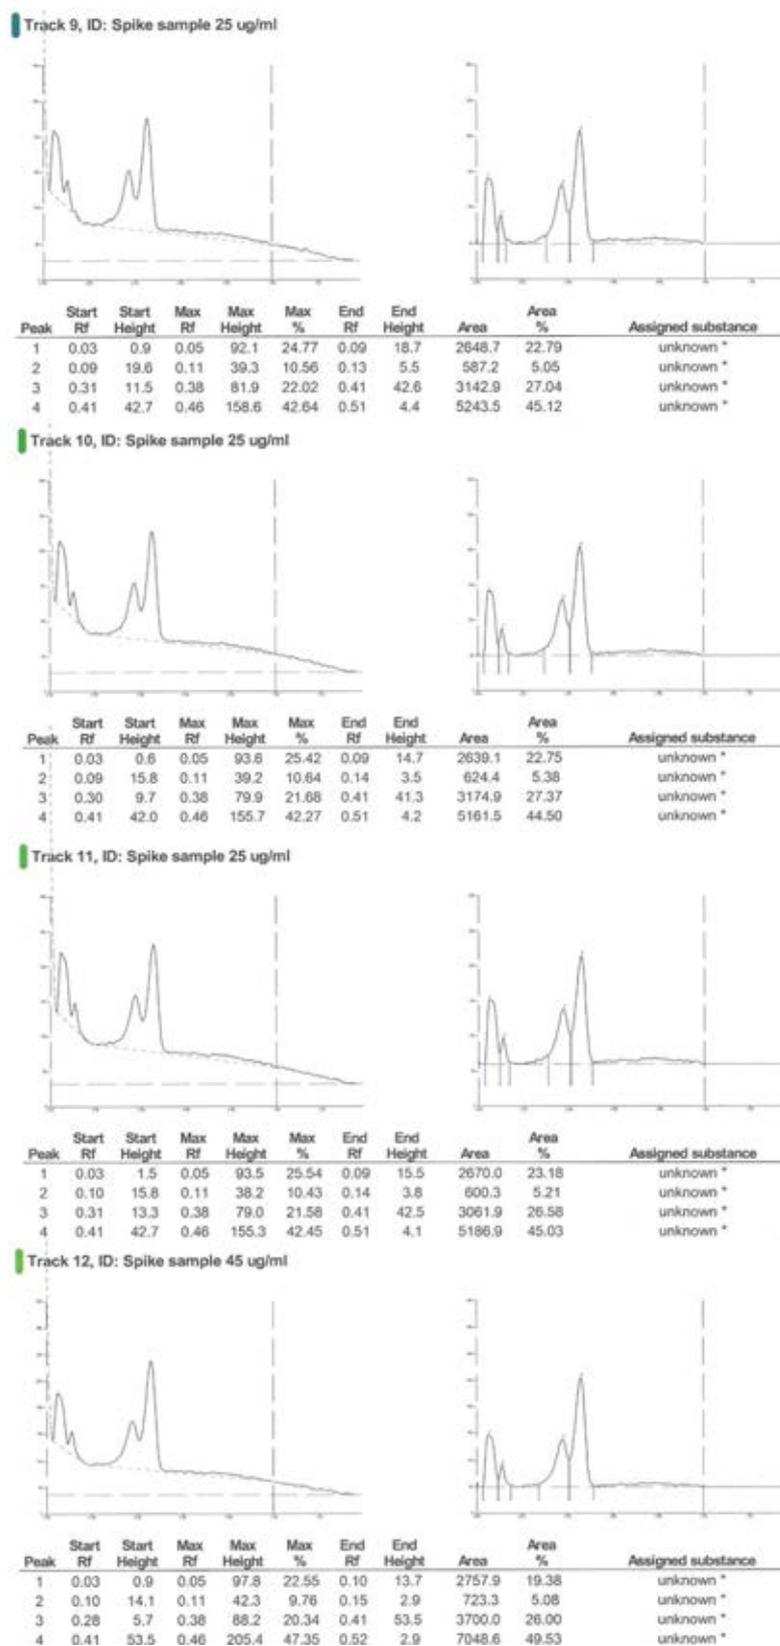 Track 9, ID: Spike sample 25 ug/ml
Peak Start Rf Start Height Max Rf Max Height Max % End Rf End Height Area Area % Assigned substance
1 0.03 0.9 0.05 92.1 24.77 0.09 18.7 2648.7 22.79 unknown *
2 0.09 19.6 0.11 39.3 10.56 0.13 5.5 587.2 5.05 unknown *
3 0.31 11.5 0.38 81.9 22.02 0.41 42.6 3142.9 27.04 unknown *
4 0.41 42.7 0.46 158.6 42.64 0.51 4.4 5243.5 45.12 unknown *
Track 10, ID: Spike sample 25 ug/ml
Peak Start Rf Start Height Max Rf Max Height Max % End Rf End Height Area Area % Assigned substance
1 0.03 0.6 0.05 93.6 25.42 0.09 14.7 2639.1 22.75 unknown *
2 0.09 15.8 0.11 39.2 10.64 0.14 3.5 624.4 5.38 unknown *
3 0.30 9.7 0.38 79.9 21.68 0.41 41.3 3174.9 27.37 unknown *
4 0.41 42.0 0.46 155.7 42.27 0.51 4.2 5161.5 44.50 unknown *
Track 11, ID: Spike sample 25 ug/ml
Peak Start Rf Start Height Max Rf Max Height Max % End Rf End Height Area Area % Assigned substance
1 0.03 1.5 0.05 93.5 25.54 0.09 15.5 2670.0 23.18 unknown *
2 0.10 15.8 0.11 38.2 10.43 0.14 3.8 600.3 5.21 unknown *
3 0.31 13.3 0.38 79.0 21.58 0.41 42.5 3061.9 26.58 unknown *
4 0.41 42.7 0.46 155.3 42.45 0.51 4.1 5186.9 45.03 unknown *
Track 12, ID: Spike sample 45 ug/ml
Peak Start Rf Start Height Max Rf Max Height Max % End Rf End Height Area Area % Assigned substance
1 0.03 0.9 0.05 97.8 22.55 0.10 13.7 2757.9 19.38 unknown *
2 0.10 14.1 0.11 42.3 9.76 0.15 2.9 723.3 5.08 unknown *
3 0.28 5.7 0.38 88.2 20.34 0.41 53.5 3700.0 26.00 unknown *
4 0.41 53.5 0.46 205.4 47.35 0.52 2.9 7048.6 49.53 unknown *